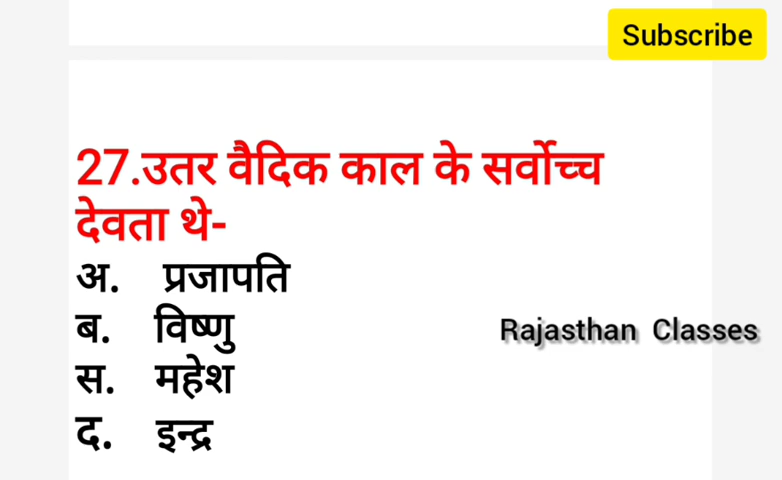 Subscribe
27.उतर वैदिक काल के सर्वोच्च
देवता थे-
अ. प्रजापति
ब. विष्णु
Rajasthan Classes
स. महेश
द. इन्द्र